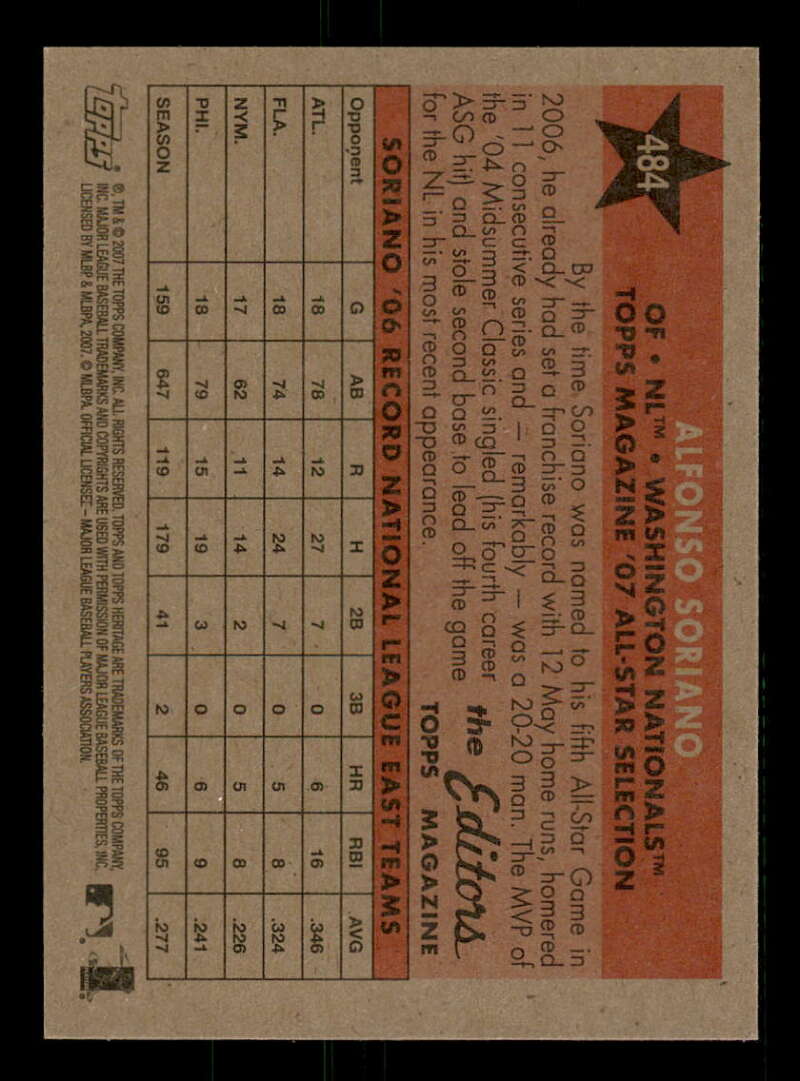 484
ALFONSO SORIANO
OF • NL™ • WASHINGTON NATIONALS™
TOPPS MAGAZINE '07 ALL-STAR SELECTION
By the time Soriano was named to his fifth All-Star Game in
2006, he already had set a franchise record with 12 May home runs, homered
in 11 consecutive series and — remarkably — was a 20-20 man. The MVP of
the '04 Midsummer Classic singled (his fourth career
ASG hit) and stole second base to lead off the game
for the NL in his most recent appearance.
the Editors
TOPPS MAGAZINE
SORIANO '06 RECORD NATIONAL LEAGUE EAST TEAMS
Opponent G AB R H 2B 3B HR RBI AVG
ATL. 18 78 12 27 7 0 6 16 .346
FLA. 18 74 14 24 7 0 5 8 .324
NYM. 17 62 11 14 2 0 5 8 .226
PHI. 18 79 15 19 3 0 6 9 .241
SEASON 159 647 119 179 41 2 46 95 .277
Topps®
®, TM & © 2007 THE TOPPS COMPANY, INC. ALL RIGHTS RESERVED. TOPPS AND TOPPS HERITAGE ARE TRADEMARKS OF THE TOPPS COMPANY,
INC. MAJOR LEAGUE BASEBALL TRADEMARKS AND COPYRIGHTS ARE USED WITH PERMISSION OF MAJOR LEAGUE BASEBALL PROPERTIES, INC.
LICENSED BY MLBP & MLBPA, 2007. © MLBPA. OFFICIAL LICENSEE – MAJOR LEAGUE BASEBALL PLAYERS ASSOCIATION.